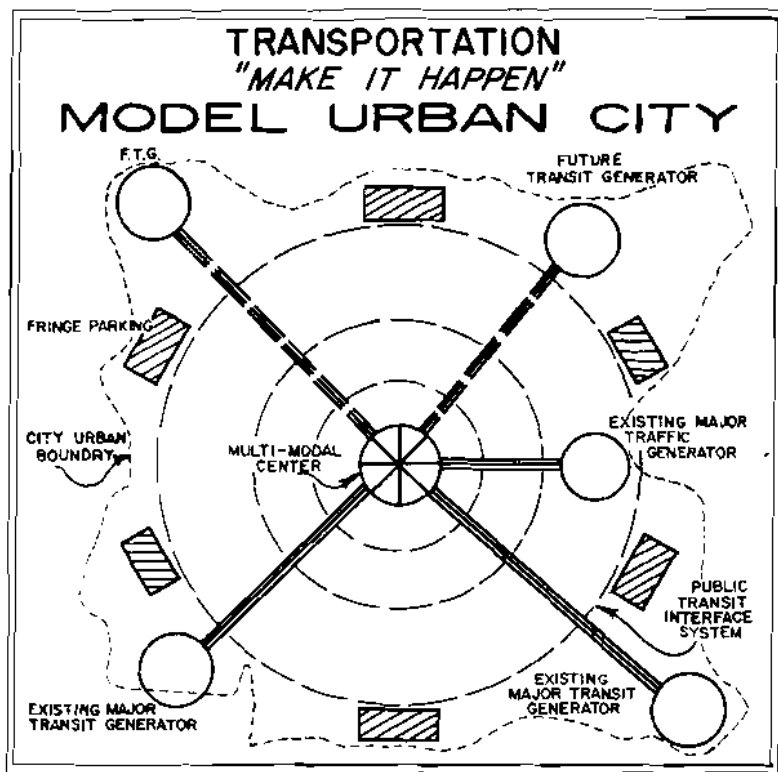 TRANSPORTATION
"MAKE IT HAPPEN"
MODEL URBAN CITY
F.T.G.
FUTURE
TRANSIT GENERATOR
FRINGE PARKING
CITY URBAN
BOUNDRY
MULTI-MODAL
CENTER
EXISTING MAJOR
TRAFFIC
GENERATOR
PUBLIC
TRANSIT
INTERFACE
SYSTEM
EXISTING MAJOR
TRANSIT GENERATOR
EXISTING
MAJOR TRANSIT
GENERATOR